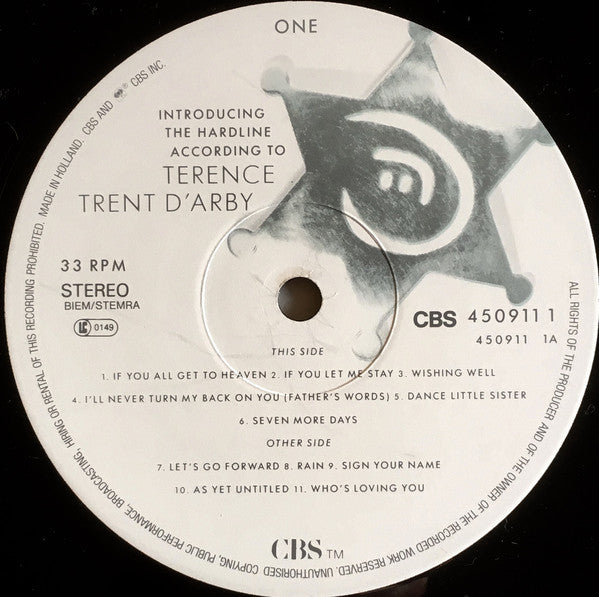 ONE
INTRODUCING
THE HARDLINE
ACCORDING TO
TERENCE
TRENT D'ARBY
33 RPM
STEREO
BIEM/STEMRA
LC 0149
CBS 450911 1
450911 1A
THIS SIDE
1. IF YOU ALL GET TO HEAVEN 2. IF YOU LET ME STAY 3. WISHING WELL
4. I'LL NEVER TURN MY BACK ON YOU (FATHER'S WORDS) 5. DANCE LITTLE SISTER
6. SEVEN MORE DAYS
OTHER SIDE
7. LET'S GO FORWARD 8. RAIN 9. SIGN YOUR NAME
10. AS YET UNTITLED 11. WHO'S LOVING YOU
CBS TM
ALL RIGHTS OF THE PRODUCER AND OF THE OWNER OF THE RECORDED WORK RESERVED. UNAUTHORISED COPYING, PUBLIC PERFORMANCE, BROADCASTING, HIRING OR RENTAL OF THIS RECORDING PROHIBITED. MADE IN HOLLAND. CBS AND ® CBS INC.